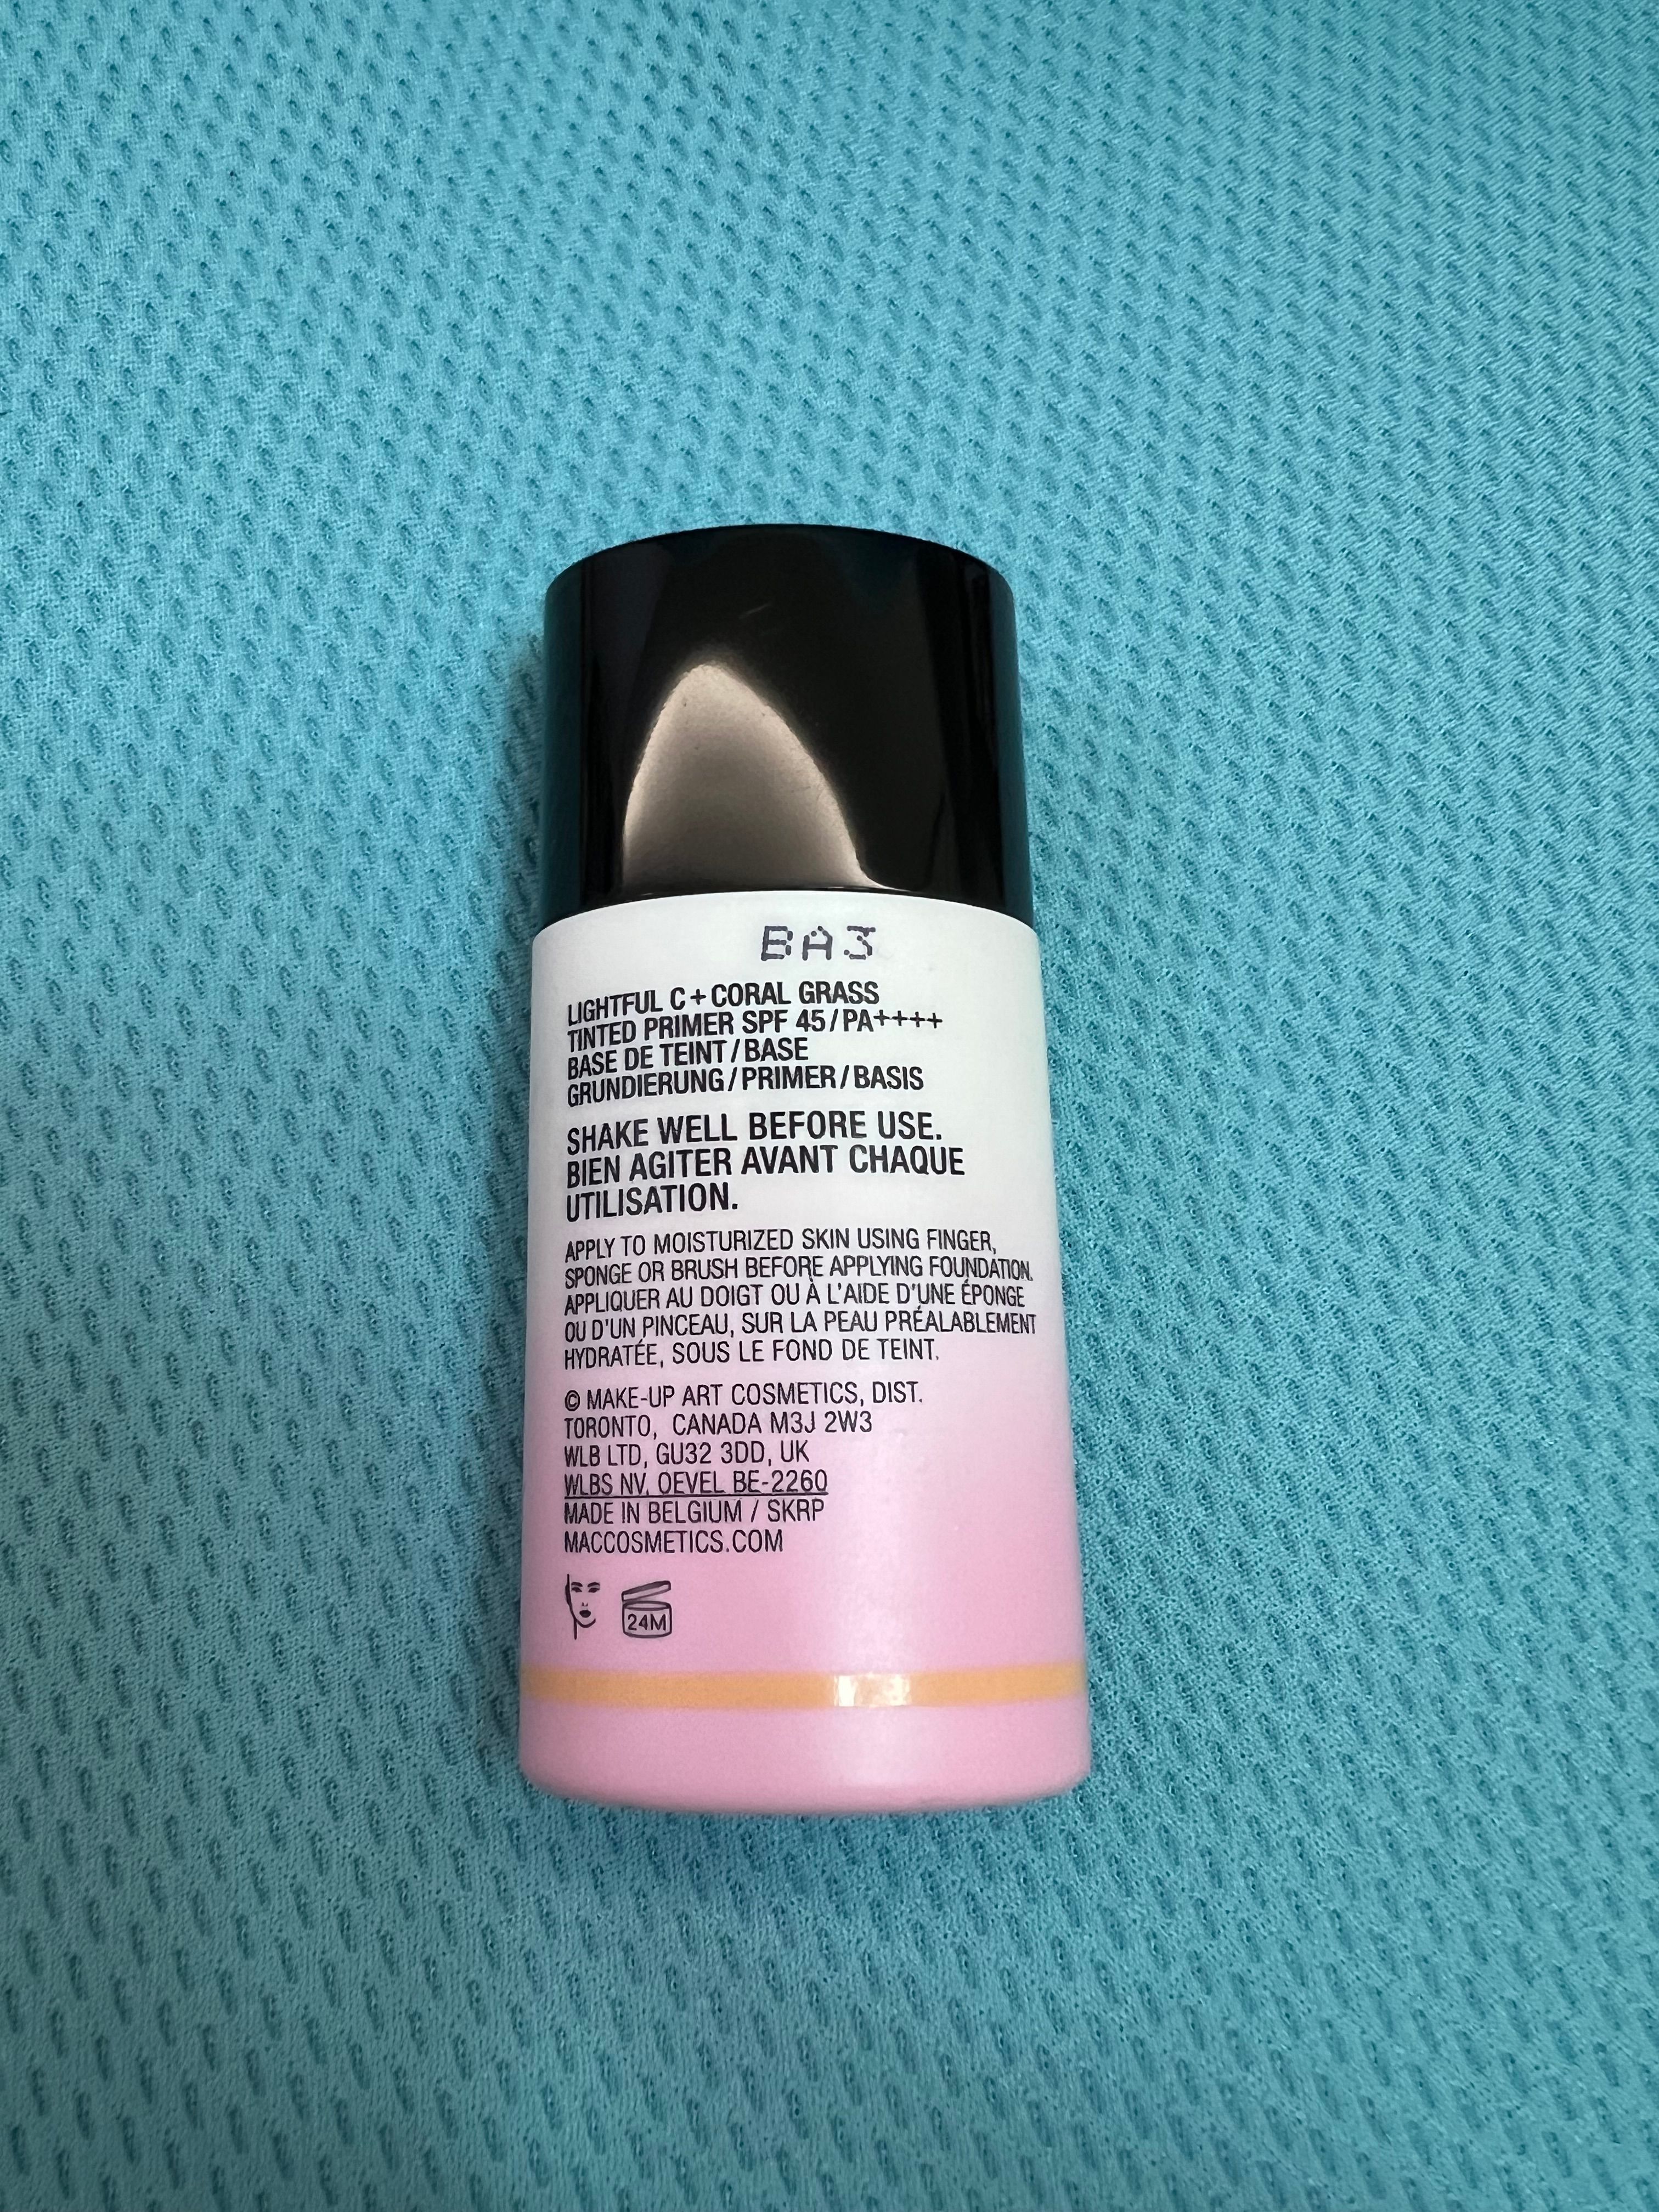 BA3
LIGHTFUL C+CORAL GRASS
TINTED PRIMER SPF 45/PA++++
BASE DE TEINT/BASE
GRUNDIERUNG/PRIMER/BASIS
SHAKE WELL BEFORE USE.
BIEN AGITER AVANT CHAQUE
UTILISATION.
APPLY TO MOISTURIZED SKIN USING FINGER,
SPONGE OR BRUSH BEFORE APPLYING FOUNDATION.
APPLIQUER AU DOIGT OU À L'AIDE D'UNE ÉPONGE
OU D'UN PINCEAU, SUR LA PEAU PRÉALABLEMENT
HYDRATÉE, SOUS LE FOND DE TEINT.
© MAKE-UP ART COSMETICS, DIST.
TORONTO, CANADA M3J 2W3
WLB LTD, GU32 3DD, UK
WLBS NV, OEVEL BE-2260
MADE IN BELGIUM / SKRP
MACCOSMETICS.COM
24M